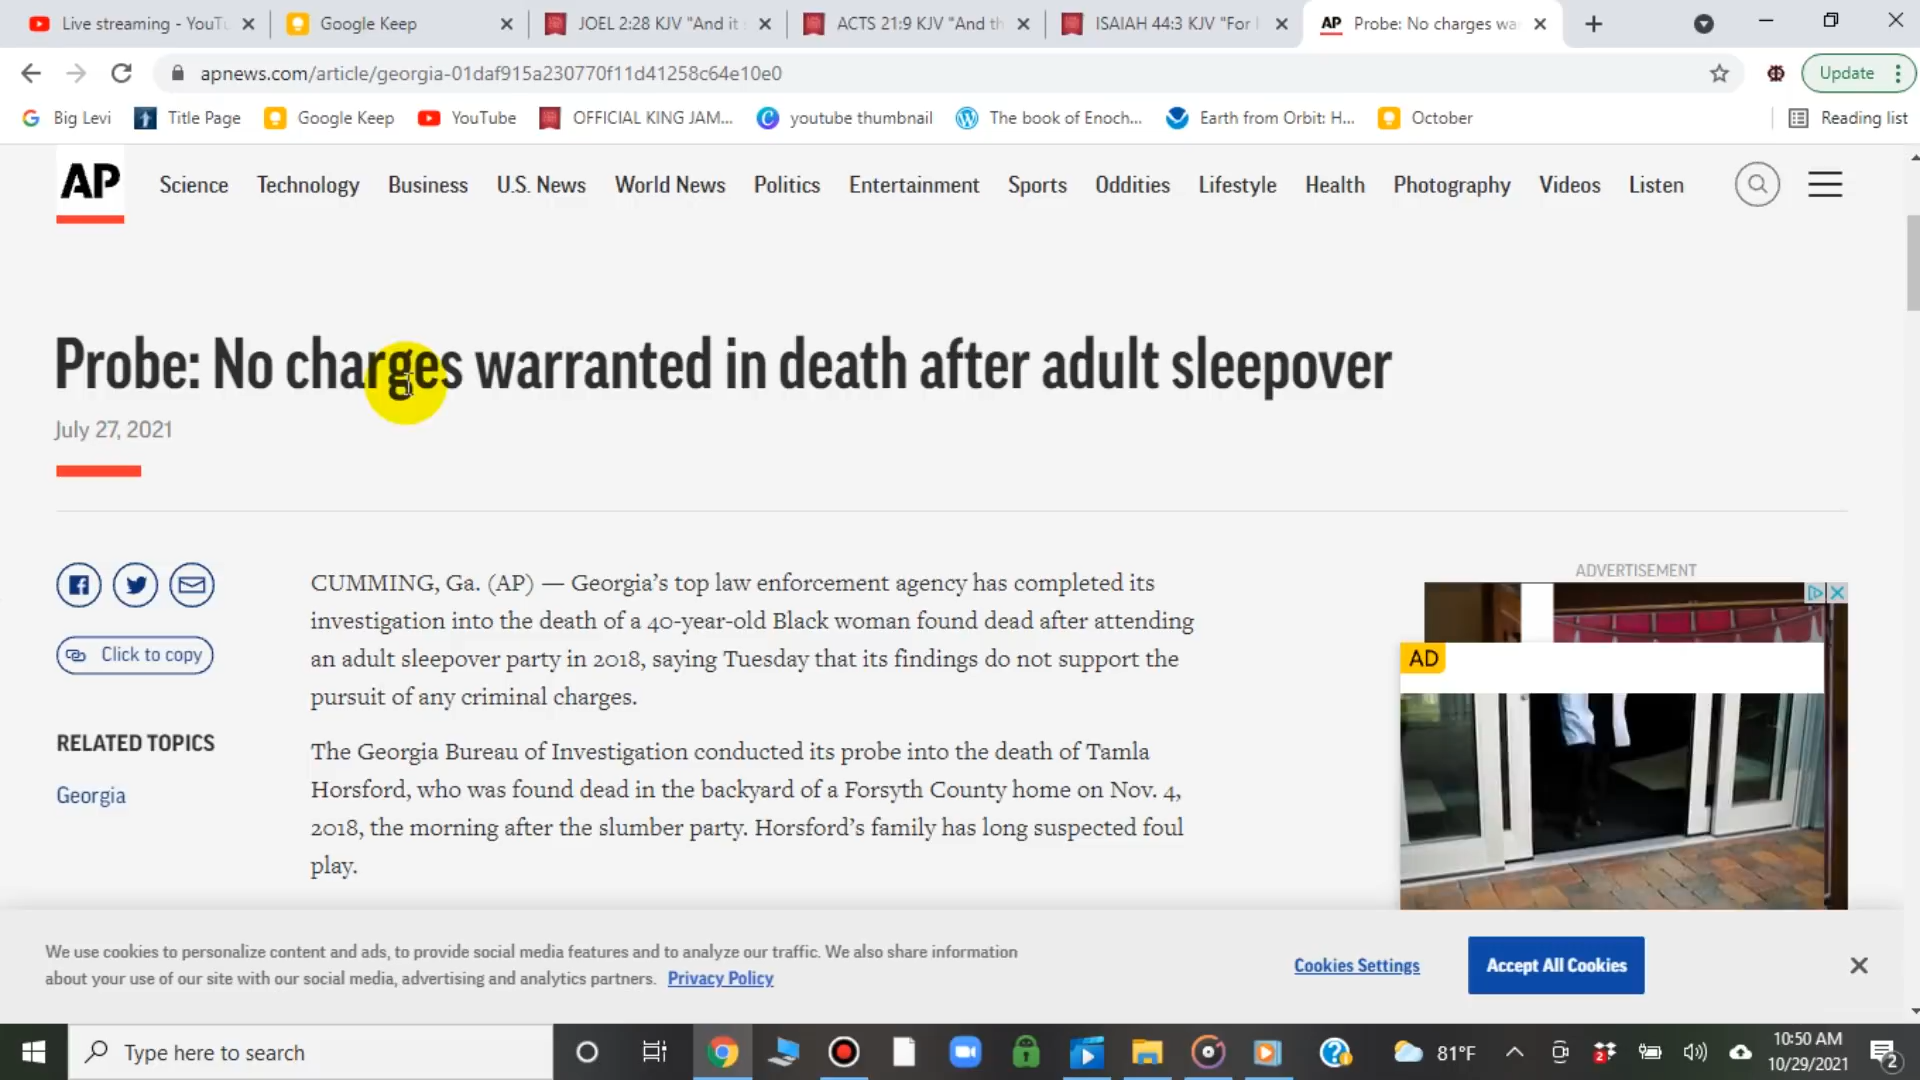 Live streaming - YouTu
Google Keep
JOEL 2:28 KJV "And it s
ACTS 21:9 KJV "And th
ISAIAH 44:3 KJV "For I
AP Probe: No charges wa
apnews.com/article/georgia-01daf915a230770f11d41258c64e10e0
Update
Big Levi
Title Page
Google Keep
YouTube
OFFICIAL KING JAM...
youtube thumbnail
The book of Enoch...
Earth from Orbit: H...
October
Reading list
AP
Science
Technology
Business
U.S. News
World News
Politics
Entertainment
Sports
Oddities
Lifestyle
Health
Photography
Videos
Listen
Probe: No charges warranted in death after adult sleepover
July 27, 2021
Click to copy
RELATED TOPICS
Georgia
CUMMING, Ga. (AP) — Georgia's top law enforcement agency has completed its
investigation into the death of a 40-year-old Black woman found dead after attending
an adult sleepover party in 2018, saying Tuesday that its findings do not support the
pursuit of any criminal charges.
The Georgia Bureau of Investigation conducted its probe into the death of Tamla
Horsford, who was found dead in the backyard of a Forsyth County home on Nov. 4,
2018, the morning after the slumber party. Horsford's family has long suspected foul
play.
ADVERTISEMENT
AD
We use cookies to personalize content and ads, to provide social media features and to analyze our traffic. We also share information
about your use of our site with our social media, advertising and analytics partners. Privacy Policy
Cookies Settings
Accept All Cookies
Type here to search
81°F
10:50 AM
10/29/2021
2